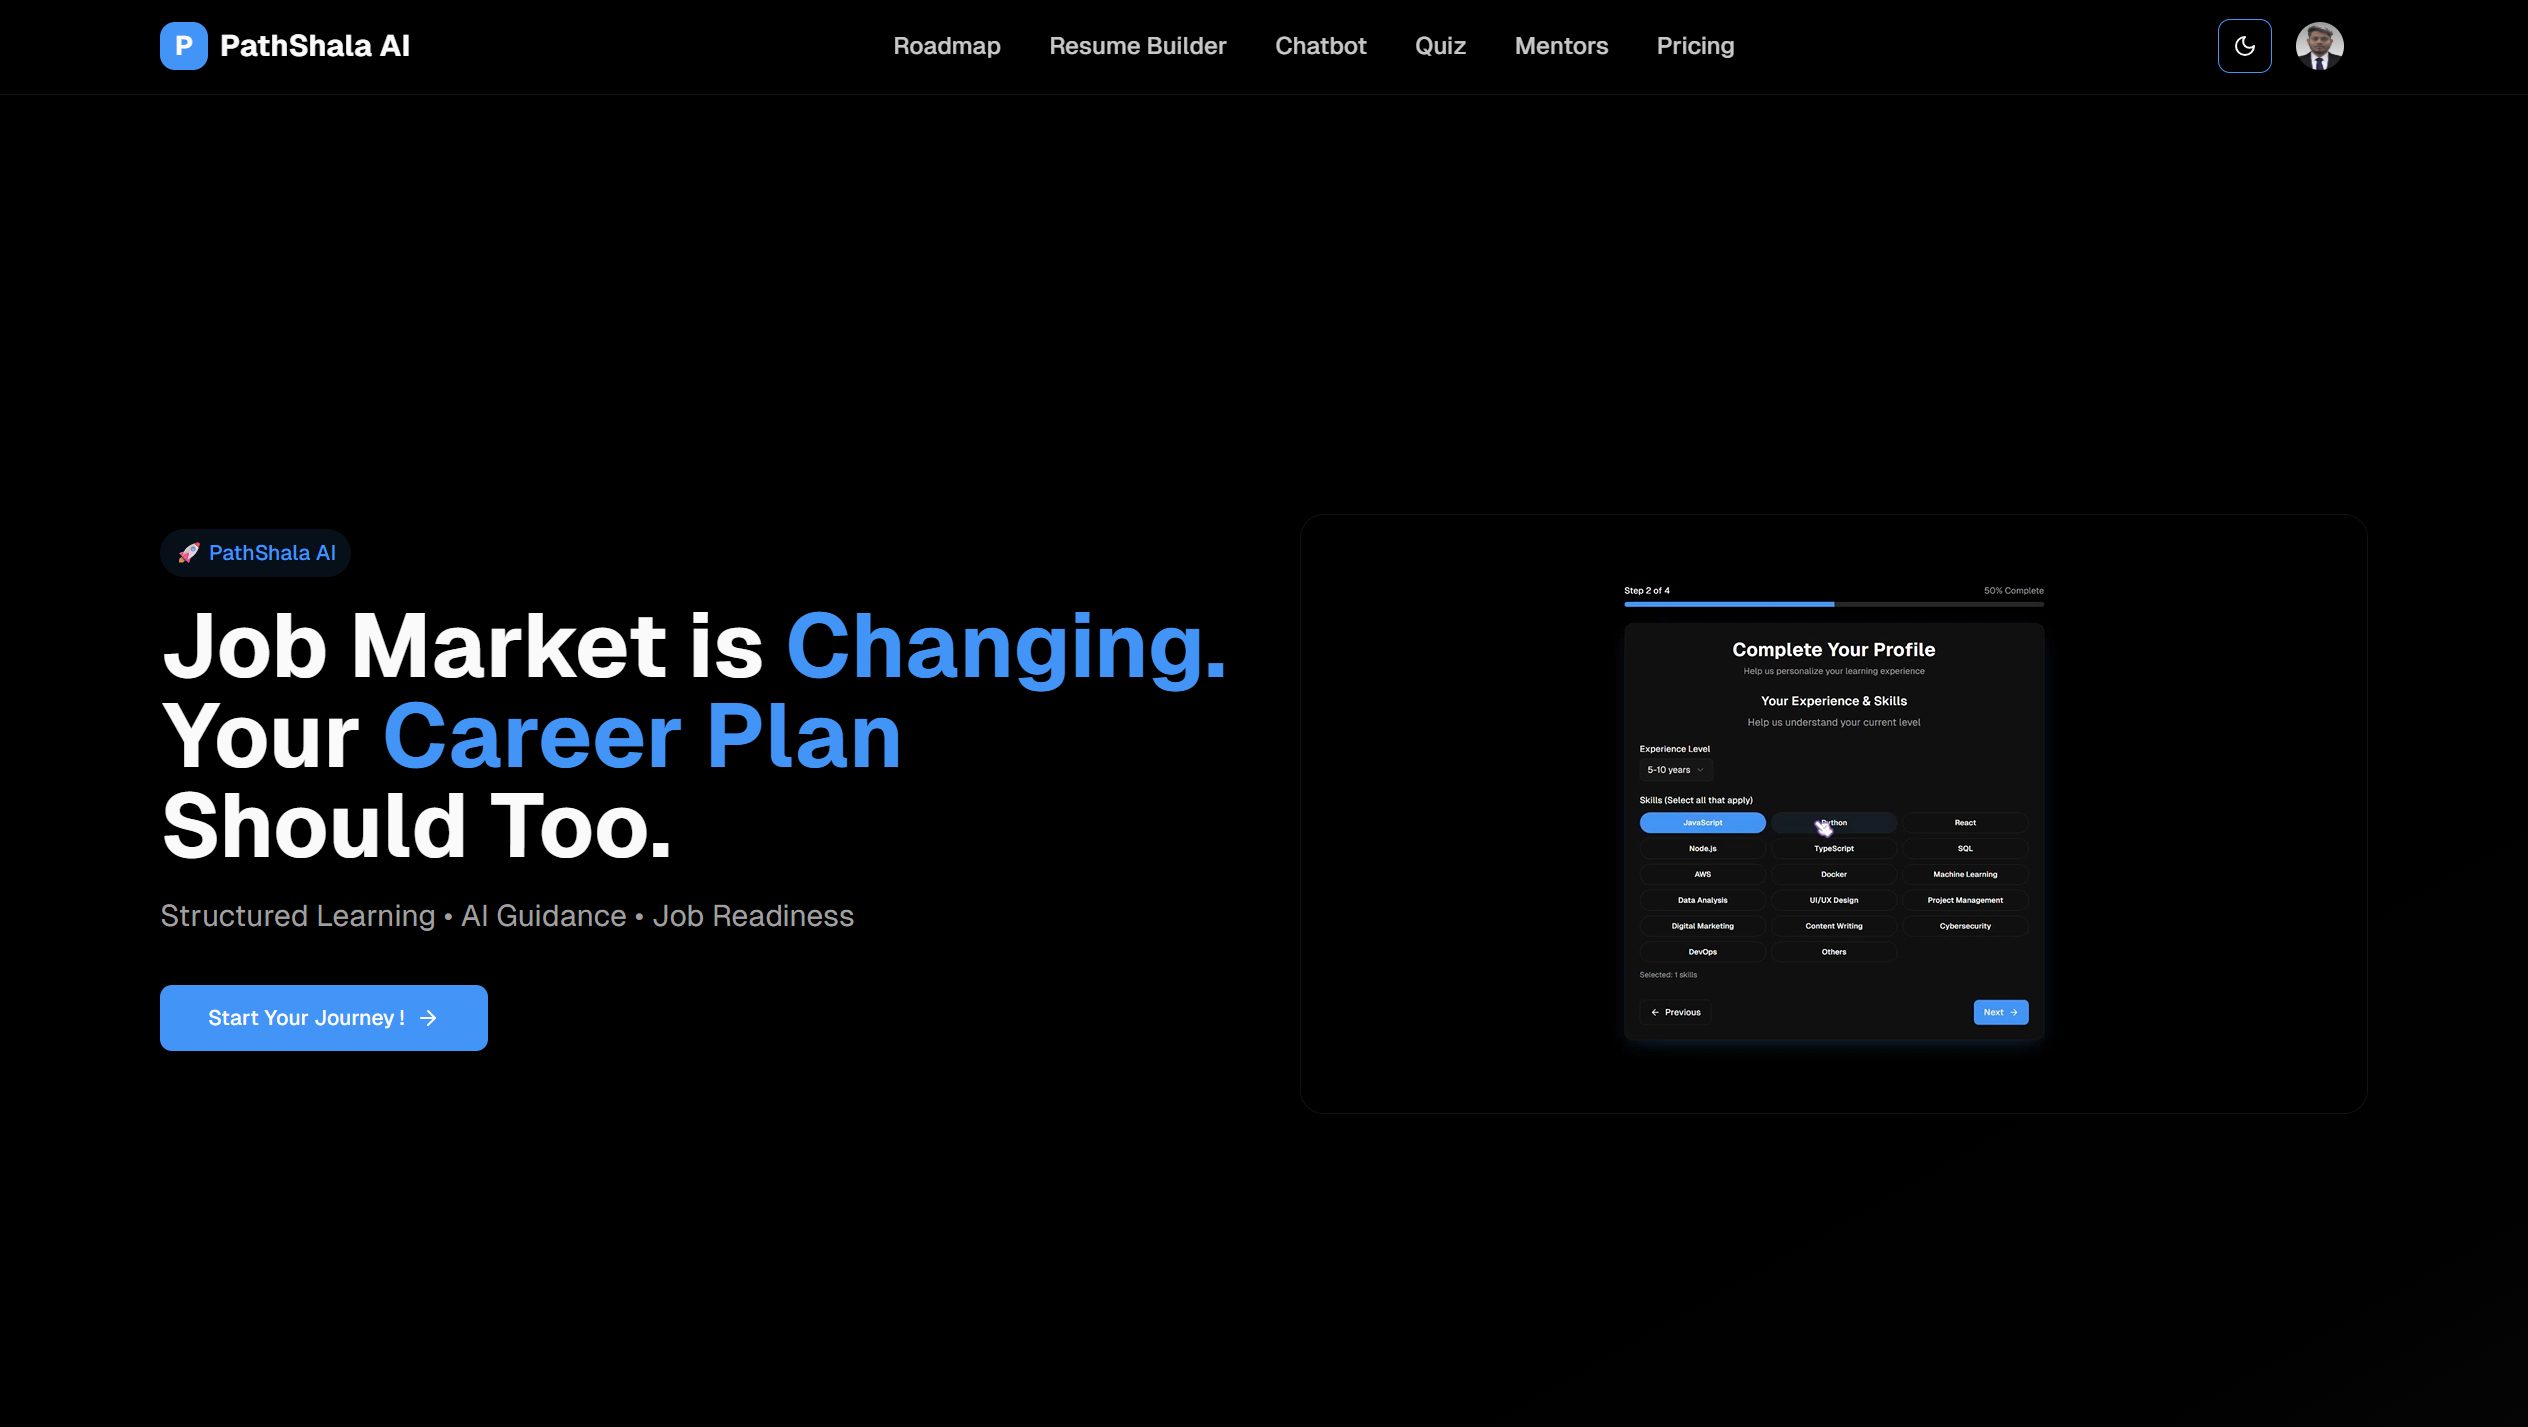 P PathShala AI
Roadmap Resume Builder Chatbot Quiz Mentors Pricing
🚀 PathShala AI
Job Market is Changing.
Your Career Plan
Should Too.
Structured Learning • AI Guidance • Job Readiness
Start Your Journey ! →
Step 2 of 4 50% Complete
Complete Your Profile
Help us personalize your learning experience
Your Experience & Skills
Help us understand your current level
Experience Level
5-10 years
Skills (Select all that apply)
JavaScript Python React
Node.js TypeScript SQL
AWS Docker Machine Learning
Data Analysis UI/UX Design Project Management
Digital Marketing Content Writing Cybersecurity
DevOps Others
Selected: 1 skills
← Previous Next →